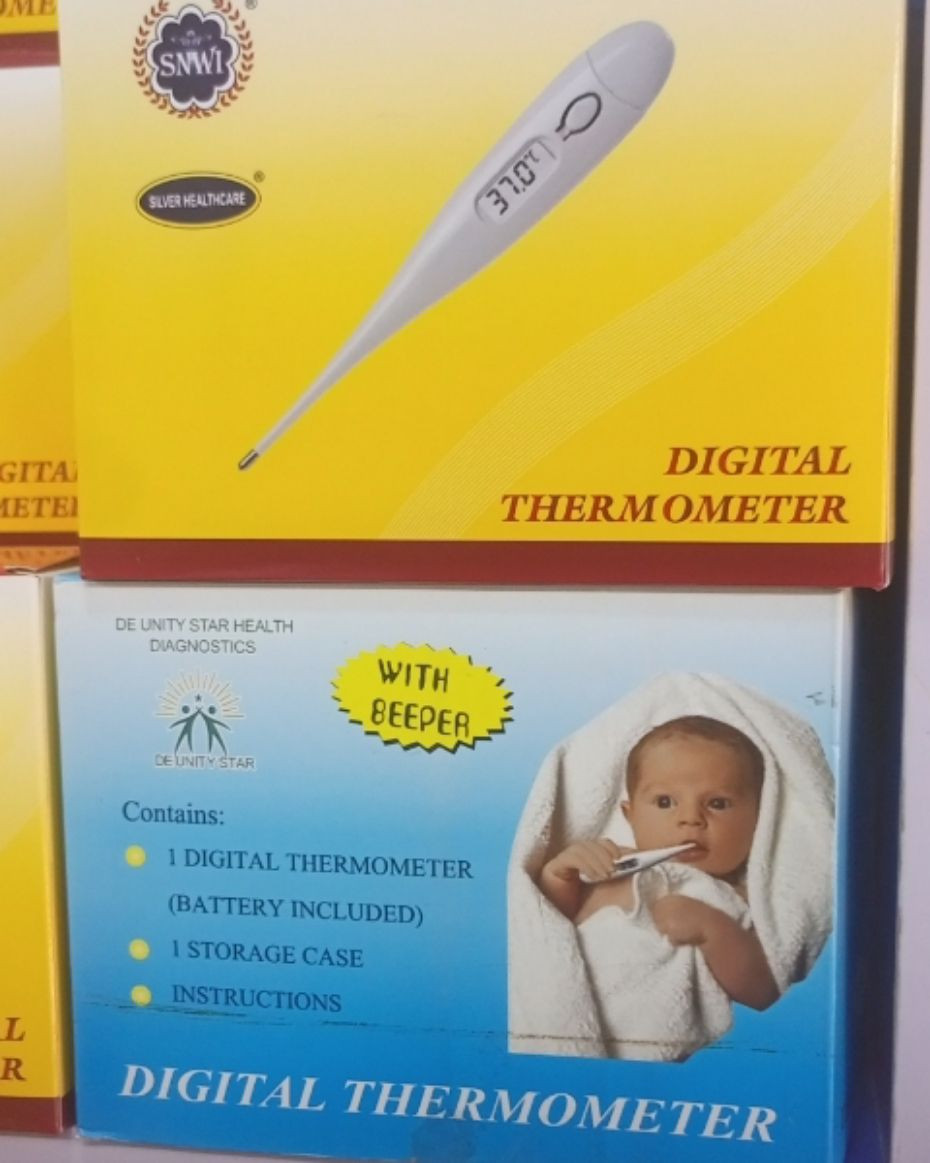 OME
®
SNWI
SILVER HEALTHCARE
®
37.0°C
DIGITAL
THERMOMETER
GITAL
METER
DE UNITY STAR HEALTH
DIAGNOSTICS
DE UNITY STAR
WITH
BEEPER
Contains:
1 DIGITAL THERMOMETER
(BATTERY INCLUDED)
1 STORAGE CASE
INSTRUCTIONS
DIGITAL THERMOMETER
L
R